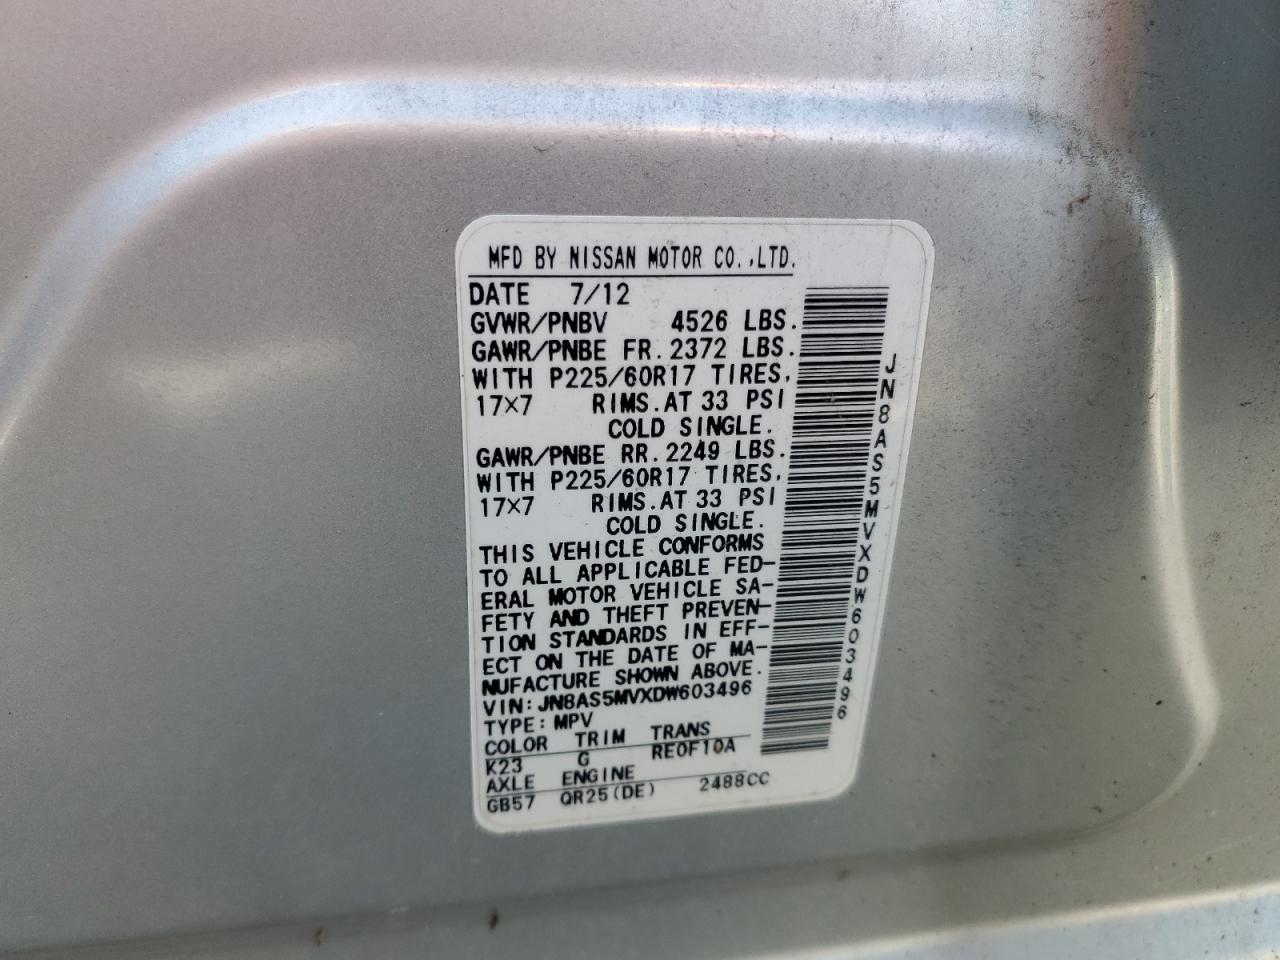 MFD BY NISSAN MOTOR CO.,LTD.
DATE 7/12
GVWR/PNBV 4526 LBS.
GAWR/PNBE FR. 2372 LBS.
WITH P225/60R17 TIRES,
17×7 RIMS. AT 33 PSI
COLD SINGLE.
GAWR/PNBE RR. 2249 LBS.
WITH P225/60R17 TIRES,
17×7 RIMS. AT 33 PSI
COLD SINGLE.
THIS VEHICLE CONFORMS
TO ALL APPLICABLE FED-
ERAL MOTOR VEHICLE SA-
FETY AND THEFT PREVEN-
TION STANDARDS IN EFF-
ECT ON THE DATE OF MA-
NUFACTURE SHOWN ABOVE.
VIN: JN8AS5MVXDW603496
TYPE: MPV
COLOR TRIM TRANS
K23 G RE0F10A
AXLE ENGINE
GB57 QR25(DE) 2488CC
JN8AS5MVXDW603496